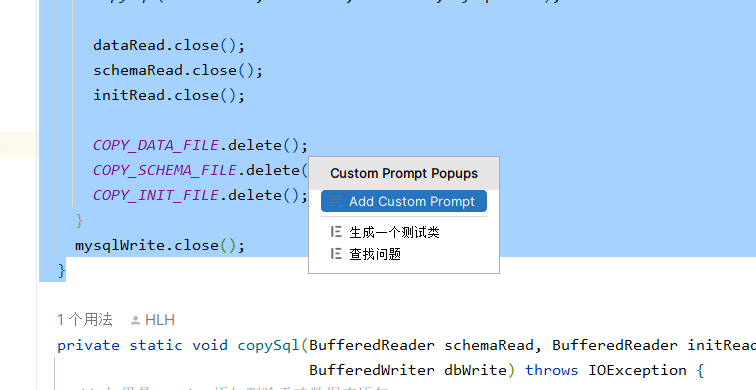 dataRead.close();
schemaRead.close();
initRead.close();
COPY_DATA_FILE.delete();
COPY_SCHEMA_FILE.delete(
COPY_INIT_FILE.delete();
}
mysqlWrite.close();
}
Custom Prompt Popups
Add Custom Prompt
生成一个测试类
查找问题
1 个用法 HLH
private static void copySql(BufferedReader schemaRead, BufferedReader initRead
BufferedWriter dbWrite) throws IOException {